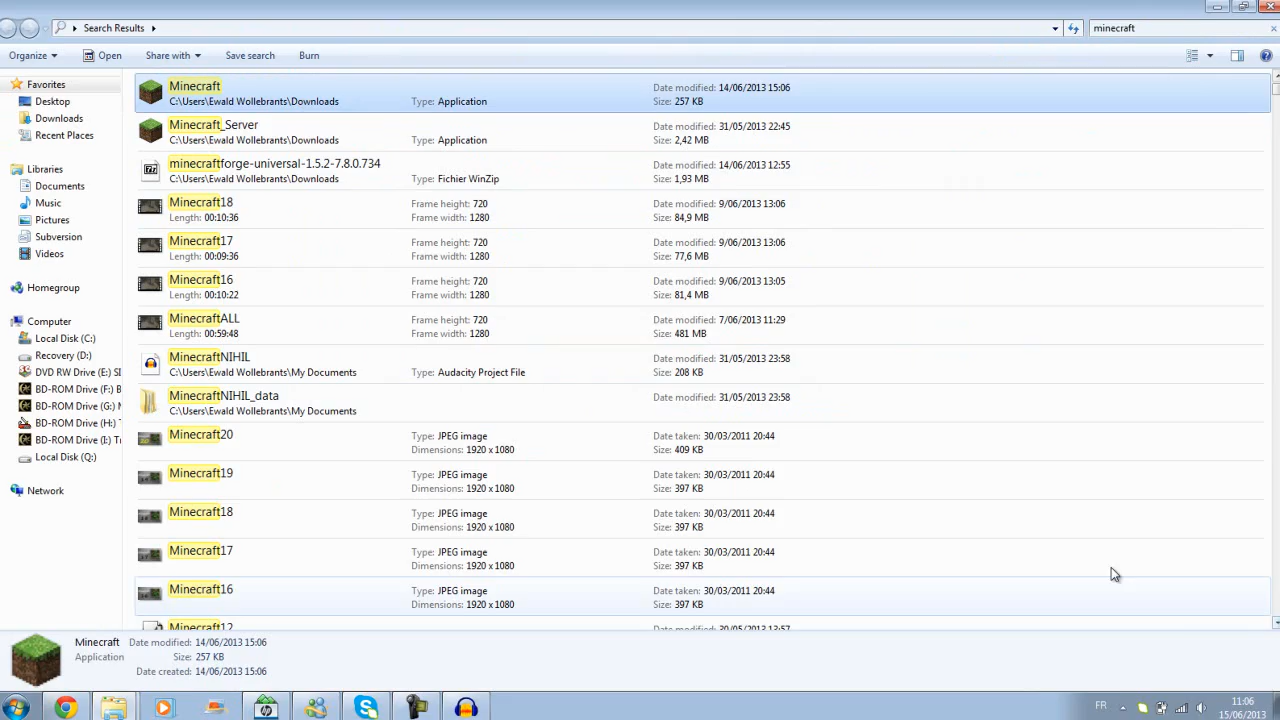 Search Results
minecraft
Organize
Open
Share with
Save search
Burn
Favorites
Desktop
Downloads
Recent Places
Libraries
Documents
Music
Pictures
Subversion
Videos
Homegroup
Computer
Local Disk (C:)
Recovery (D:)
DVD RW Drive (E:) SI
BD-ROM Drive (F:) B
BD-ROM Drive (G:)
BD-ROM Drive (H:) T
BD-ROM Drive (I:) Tr
Local Disk (Q:)
Network
Minecraft
C:\Users\Ewald Wollebrants\Downloads
Type: Application
Date modified: 14/06/2013 15:06
Size: 257 KB
Minecraft_Server
C:\Users\Ewald Wollebrants\Downloads
Type: Application
Date modified: 31/05/2013 22:45
Size: 2,42 MB
minecraftforge-universal-1.5.2-7.8.0.734
C:\Users\Ewald Wollebrants\Downloads
Type: Fichier WinZip
Date modified: 14/06/2013 12:55
Size: 1,93 MB
Minecraft18
Length: 00:10:36
Frame height: 720
Frame width: 1280
Date modified: 9/06/2013 13:06
Size: 84,9 MB
Minecraft17
Length: 00:09:36
Frame height: 720
Frame width: 1280
Date modified: 9/06/2013 13:06
Size: 77,6 MB
Minecraft16
Length: 00:10:22
Frame height: 720
Frame width: 1280
Date modified: 9/06/2013 13:05
Size: 81,4 MB
MinecraftALL
Length: 00:59:48
Frame height: 720
Frame width: 1280
Date modified: 7/06/2013 11:29
Size: 481 MB
MinecraftNIHIL
C:\Users\Ewald Wollebrants\My Documents
Type: Audacity Project File
Date modified: 31/05/2013 23:58
Size: 208 KB
MinecraftNIHIL_data
C:\Users\Ewald Wollebrants\My Documents
Date modified: 31/05/2013 23:58
Minecraft20
Type: JPEG image
Dimensions: 1920 x 1080
Date taken: 30/03/2011 20:44
Size: 409 KB
Minecraft19
Type: JPEG image
Dimensions: 1920 x 1080
Date taken: 30/03/2011 20:44
Size: 397 KB
Minecraft18
Type: JPEG image
Dimensions: 1920 x 1080
Date taken: 30/03/2011 20:44
Size: 397 KB
Minecraft17
Type: JPEG image
Dimensions: 1920 x 1080
Date taken: 30/03/2011 20:44
Size: 397 KB
Minecraft16
Type: JPEG image
Dimensions: 1920 x 1080
Date taken: 30/03/2011 20:44
Size: 397 KB
Minecraft12
Date modified: 30/05/2013 13:57
Minecraft
Application
Date modified: 14/06/2013 15:06
Size: 257 KB
Date created: 14/06/2013 15:06
FR
11:06
15/06/2013